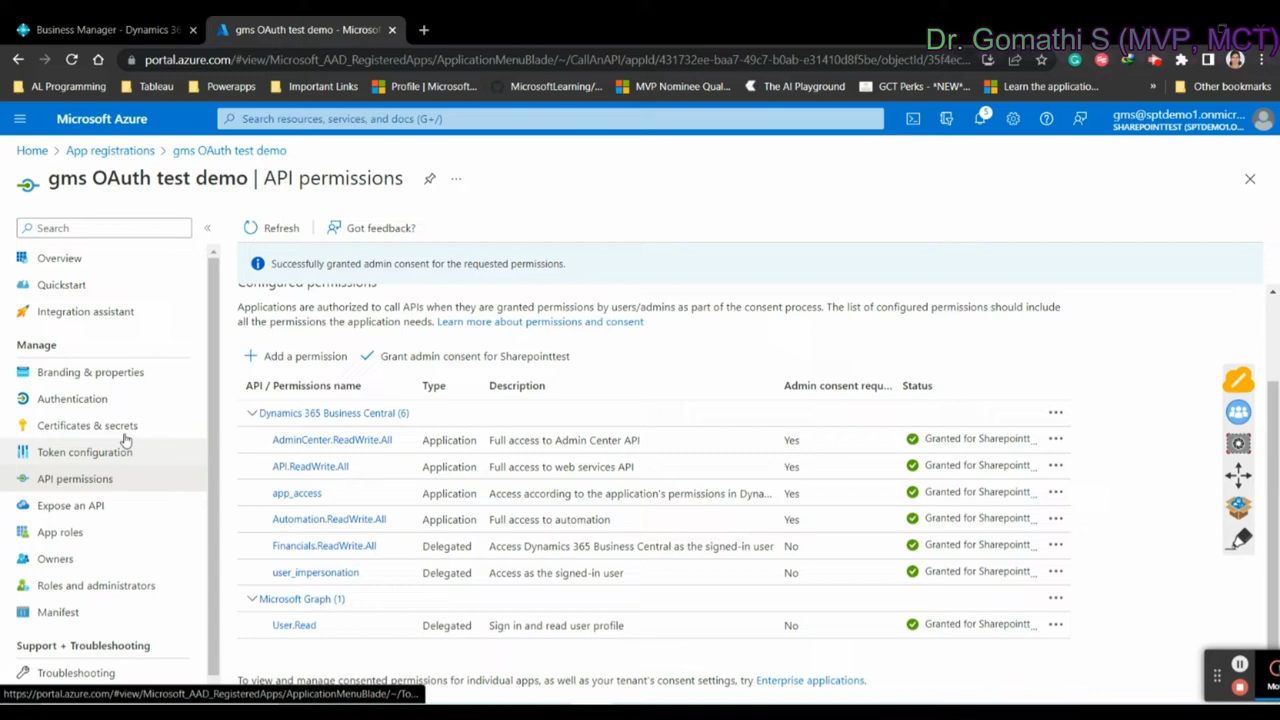 Business Manager - Dynamics 36
gms OAuth test demo - Microsof
Dr. Gomathi S (MVP, MCT)
portal.azure.com/#view/Microsoft_AAD_RegisteredApps/ApplicationMenuBlade/~/CallAnAPI/appId/431732ee-baa7-49c7-b0ab-e31410d8f5be/objectId/35f4ec...
AL Programming
Tableau
Powerapps
Important Links
Profile | Microsoft...
MicrosoftLearning/...
MVP Nominee Qual...
The AI Playground
GCT Perks - *NEW*...
Learn the applicatio...
»
Other bookmarks
Microsoft Azure
Search resources, services, and docs (G+/)
5
gms@sptdemo1.onmicr...
SHAREPOINTTEST (SPTDEMO1.O...
Home > App registrations > gms OAuth test demo
gms OAuth test demo | API permissions
Search
«
Refresh
Got feedback?
Overview
Quickstart
Integration assistant
Manage
Branding & properties
Authentication
Certificates & secrets
Token configuration
API permissions
Expose an API
App roles
Owners
Roles and administrators
Manifest
Support + Troubleshooting
Troubleshooting
Successfully granted admin consent for the requested permissions.
Configured permissions
Applications are authorized to call APIs when they are granted permissions by users/admins as part of the consent process. The list of configured permissions should include
all the permissions the application needs. Learn more about permissions and consent
Add a permission
Grant admin consent for Sharepointtest
API / Permissions name Type Description Admin consent requ... Status
Dynamics 365 Business Central (6)
AdminCenter.ReadWrite.All Application Full access to Admin Center API Yes Granted for Sharepointt...
API.ReadWrite.All Application Full access to web services API Yes Granted for Sharepointt...
app_access Application Access according to the application's permissions in Dyna... Yes Granted for Sharepointt...
Automation.ReadWrite.All Application Full access to automation Yes Granted for Sharepointt...
Financials.ReadWrite.All Delegated Access Dynamics 365 Business Central as the signed-in user No Granted for Sharepointt...
user_impersonation Delegated Access as the signed-in user No Granted for Sharepointt...
Microsoft Graph (1)
User.Read Delegated Sign in and read user profile No Granted for Sharepointt...
To view and manage consented permissions for individual apps, as well as your tenant's consent settings, try Enterprise applications.
https://portal.azure.com/#view/Microsoft_AAD_RegisteredApps/ApplicationMenuBlade/~/To...